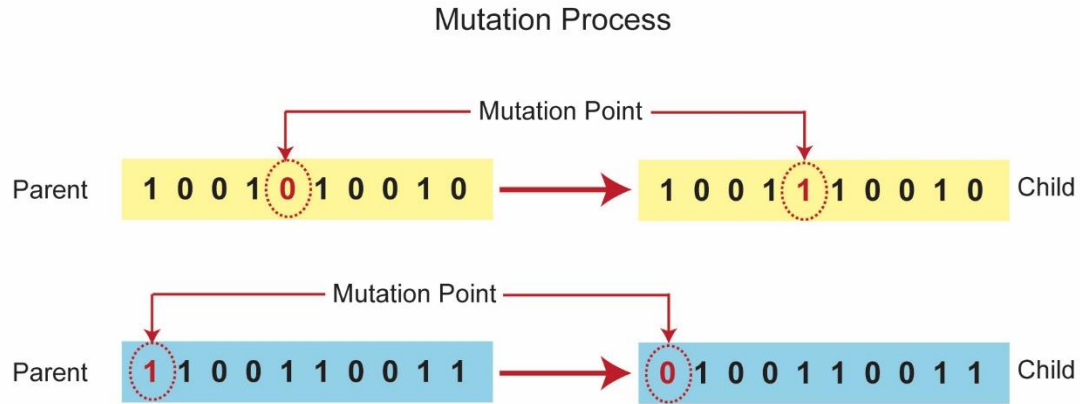 Mutation Process
Mutation Point
Parent 1 0 0 1 0 1 0 0 1 0 1 0 0 1 1 1 0 0 1 0 Child
Mutation Point
Parent 1 1 0 0 1 1 0 0 1 1 0 1 0 0 1 1 0 0 1 1 Child